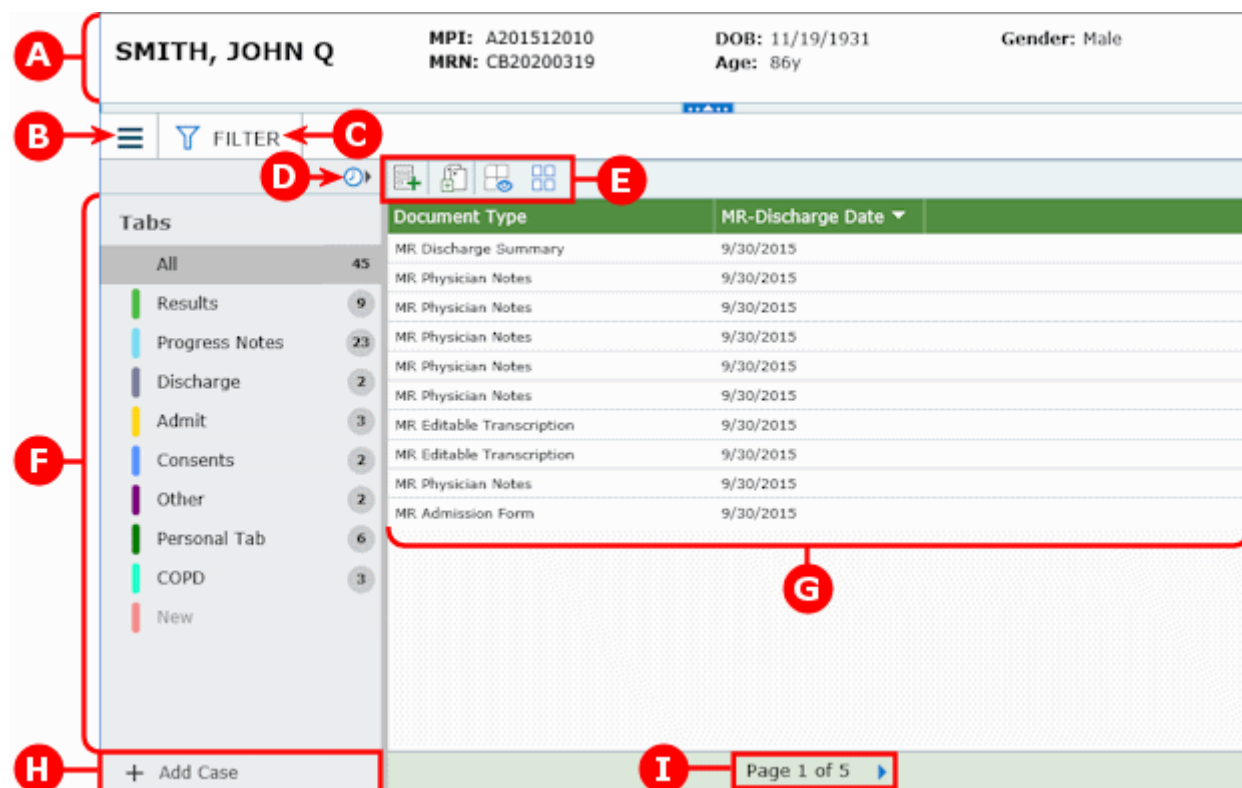 A
SMITH, JOHN Q
MPI: A201512010
DOB: 11/19/1931
Gender: Male
MRN: CB20200319
Age: 86y
B
FILTER
C
D
E
F
Tabs
All 45
Results 9
Progress Notes 23
Discharge 2
Admit 3
Consents 2
Other 2
Personal Tab 6
COPD 3
New
Document Type MR-Discharge Date
MR Discharge Summary 9/30/2015
MR Physician Notes 9/30/2015
MR Physician Notes 9/30/2015
MR Physician Notes 9/30/2015
MR Physician Notes 9/30/2015
MR Physician Notes 9/30/2015
MR Editable Transcription 9/30/2015
MR Editable Transcription 9/30/2015
MR Physician Notes 9/30/2015
MR Admission Form 9/30/2015
G
H
+ Add Case
I
Page 1 of 5